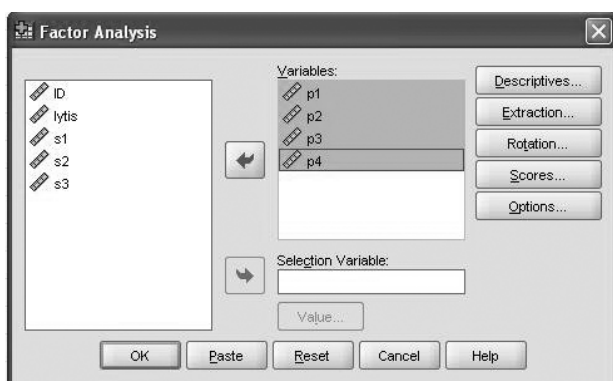 Factor Analysis
ID
lytis
s1
s2
s3
Variables:
p1
p2
p3
p4
Selection Variable:
Value...
Descriptives...
Extraction...
Rotation...
Scores...
Options...
OK
Paste
Reset
Cancel
Help